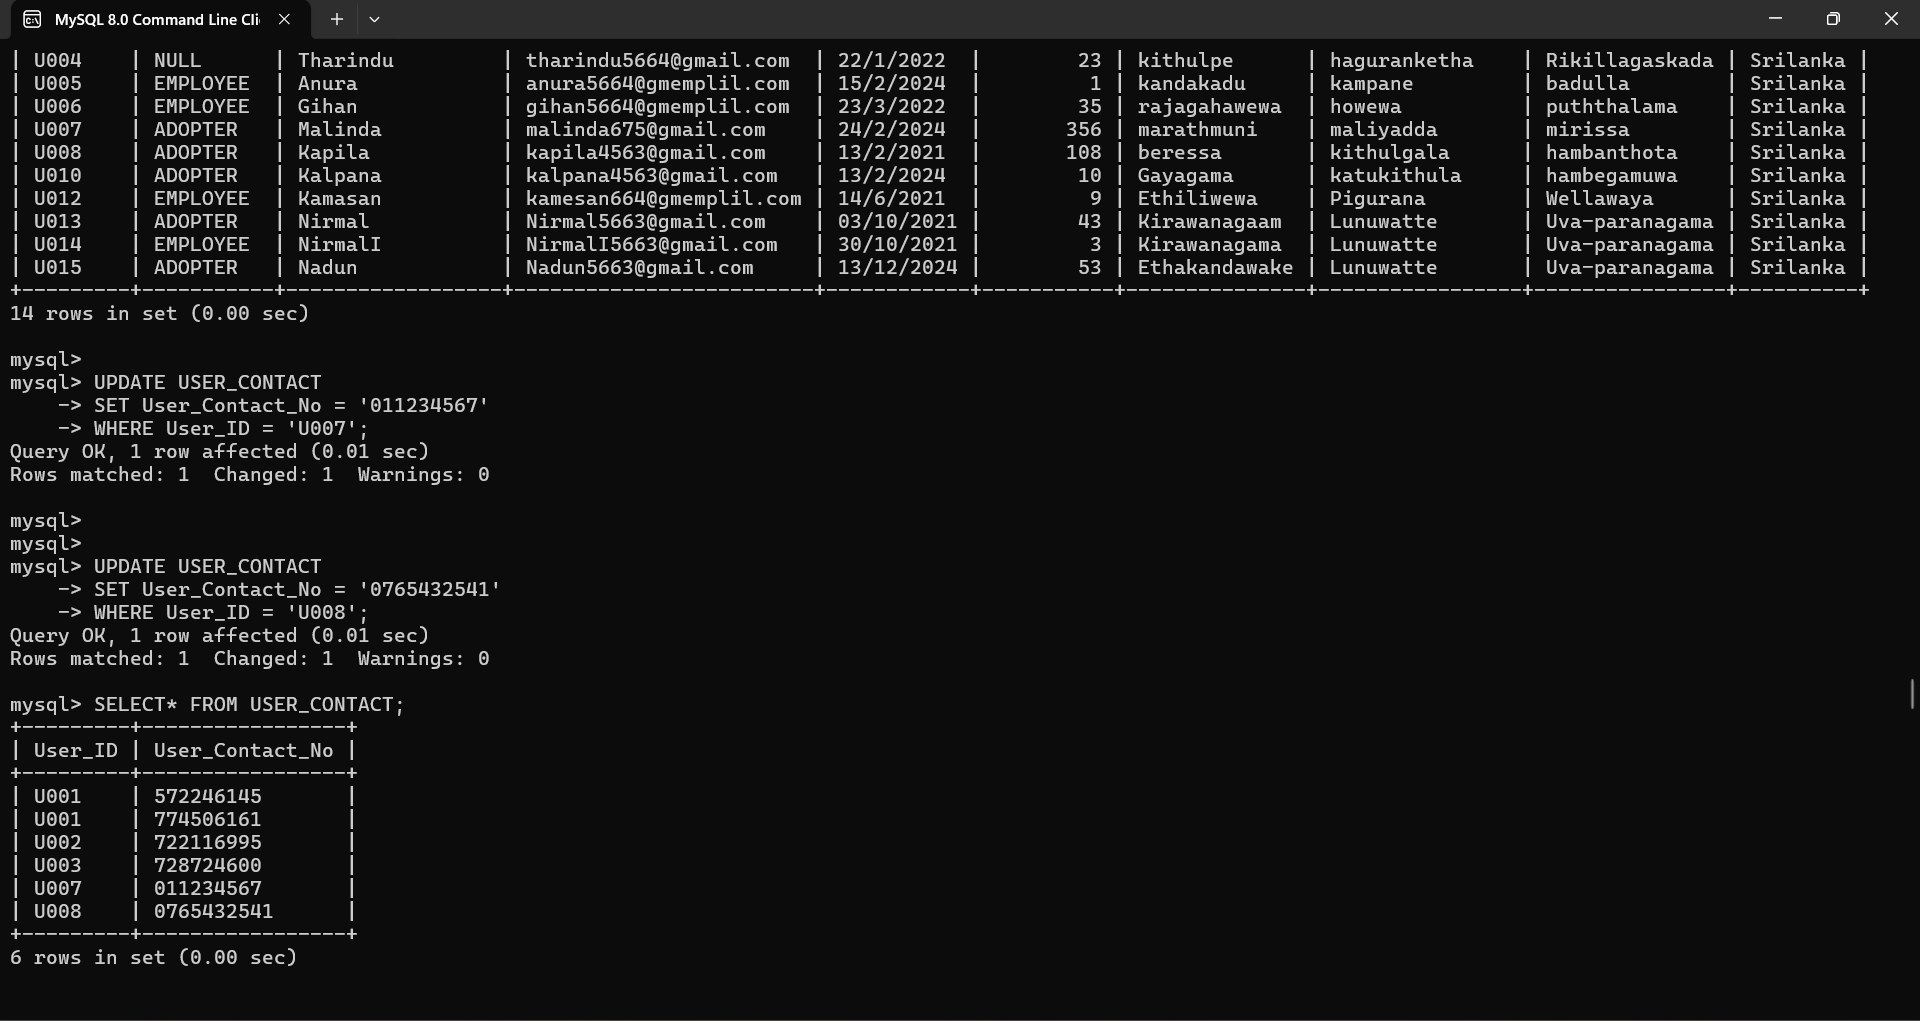 MySQL 8.0 Command Line Cli
| U004    | NULL      | Tharindu         | tharindu5664@gmail.com  | 22/1/2022  |        23 | kithulpe      | haguranketha    | Rikillagaskada | Srilanka |
| U005    | EMPLOYEE  | Anura            | anura5664@gmemplil.com  | 15/2/2024  |         1 | kandakadu     | kampane         | badulla        | Srilanka |
| U006    | EMPLOYEE  | Gihan            | gihan5664@gmemplil.com  | 23/3/2022  |        35 | rajagahawewa  | howewa          | puththalama    | Srilanka |
| U007    | ADOPTER   | Malinda          | malinda675@gmail.com    | 24/2/2024  |       356 | marathmuni    | maliyadda       | mirissa        | Srilanka |
| U008    | ADOPTER   | Kapila           | kapila4563@gmail.com    | 13/2/2021  |       108 | beressa       | kithulgala      | hambanthota    | Srilanka |
| U010    | ADOPTER   | Kalpana          | kalpana4563@gmail.com   | 13/2/2024  |        10 | Gayagama      | katukithula     | hambegamuwa    | Srilanka |
| U012    | EMPLOYEE  | Kamasan          | kamesan664@gmemplil.com | 14/6/2021  |         9 | Ethiliwewa    | Pigurana        | Wellawaya      | Srilanka |
| U013    | ADOPTER   | Nirmal           | Nirmal5663@gmail.com    | 03/10/2021 |        43 | Kirawanagaam  | Lunuwatte       | Uva-paranagama | Srilanka |
| U014    | EMPLOYEE  | NirmalI          | NirmalI5663@gmail.com   | 30/10/2021 |         3 | Kirawanagama  | Lunuwatte       | Uva-paranagama | Srilanka |
| U015    | ADOPTER   | Nadun            | Nadun5663@gmail.com     | 13/12/2024 |        53 | Ethakandawake | Lunuwatte       | Uva-paranagama | Srilanka |
+---------+-----------+------------------+-------------------------+------------+-----------+---------------+-----------------+----------------+----------+
14 rows in set (0.00 sec)
mysql>
mysql> UPDATE USER_CONTACT
    -> SET User_Contact_No = '011234567'
    -> WHERE User_ID = 'U007';
Query OK, 1 row affected (0.01 sec)
Rows matched: 1  Changed: 1  Warnings: 0
mysql>
mysql>
mysql> UPDATE USER_CONTACT
    -> SET User_Contact_No = '0765432541'
    -> WHERE User_ID = 'U008';
Query OK, 1 row affected (0.01 sec)
Rows matched: 1  Changed: 1  Warnings: 0
mysql> SELECT* FROM USER_CONTACT;
+---------+-----------------+
| User_ID | User_Contact_No |
+---------+-----------------+
| U001    | 572246145       |
| U001    | 774506161       |
| U002    | 722116995       |
| U003    | 728724600       |
| U007    | 011234567       |
| U008    | 0765432541      |
+---------+-----------------+
6 rows in set (0.00 sec)